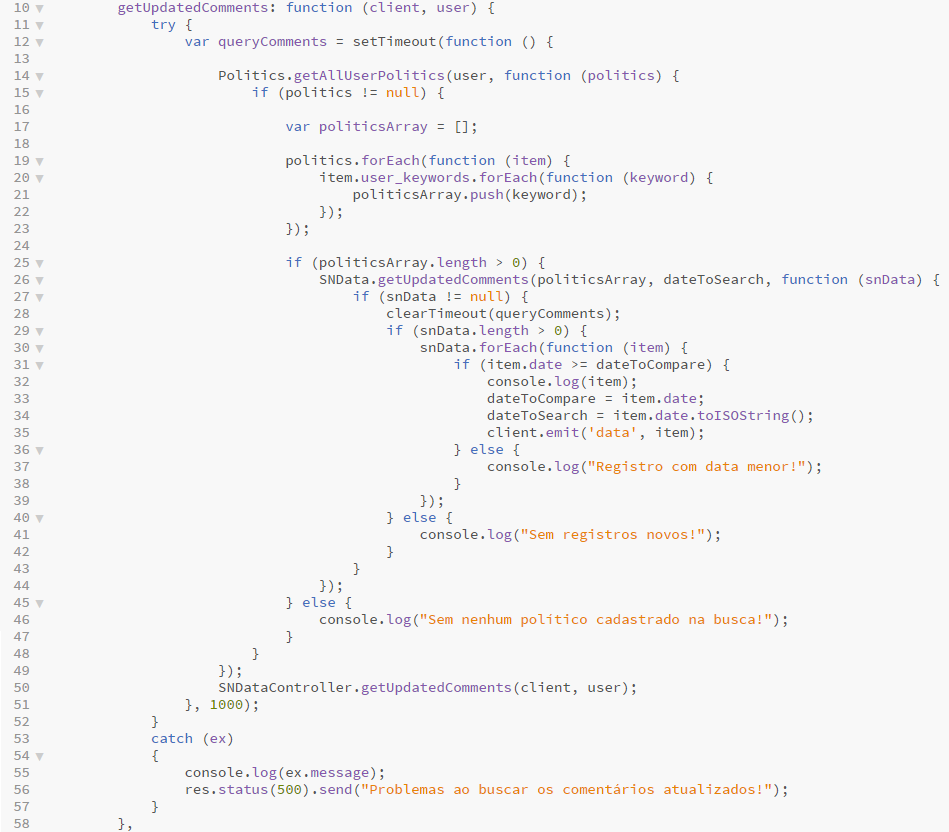 10 getUpdatedComments: function (client, user) {
11 try {
12 var queryComments = setTimeout(function () {
13
14 Politics.getAllUserPolitics(user, function (politics) {
15 if (politics != null) {
16
17 var politicsArray = [];
18
19 politics.forEach(function (item) {
20 item.user_keywords.forEach(function (keyword) {
21 politicsArray.push(keyword);
22 });
23 });
24
25 if (politicsArray.length > 0) {
26 SNData.getUpdatedComments(politicsArray, dateToSearch, function (snData) {
27 if (snData != null) {
28 clearTimeout(queryComments);
29 if (snData.length > 0) {
30 snData.forEach(function (item) {
31 if (item.date >= dateToCompare) {
32 console.log(item);
33 dateToCompare = item.date;
34 dateToSearch = item.date.toISOString();
35 client.emit('data', item);
36 } else {
37 console.log("Registro com data menor!");
38 }
39 });
40 } else {
41 console.log("Sem registros novos!");
42 }
43 }
44 });
45 } else {
46 console.log("Sem nenhum político cadastrado na busca!");
47 }
48 }
49 });
50 SNDataController.getUpdatedComments(client, user);
51 }, 1000);
52 }
53 catch (ex)
54 {
55 console.log(ex.message);
56 res.status(500).send("Problemas ao buscar os comentários atualizados!");
57 }
58 },